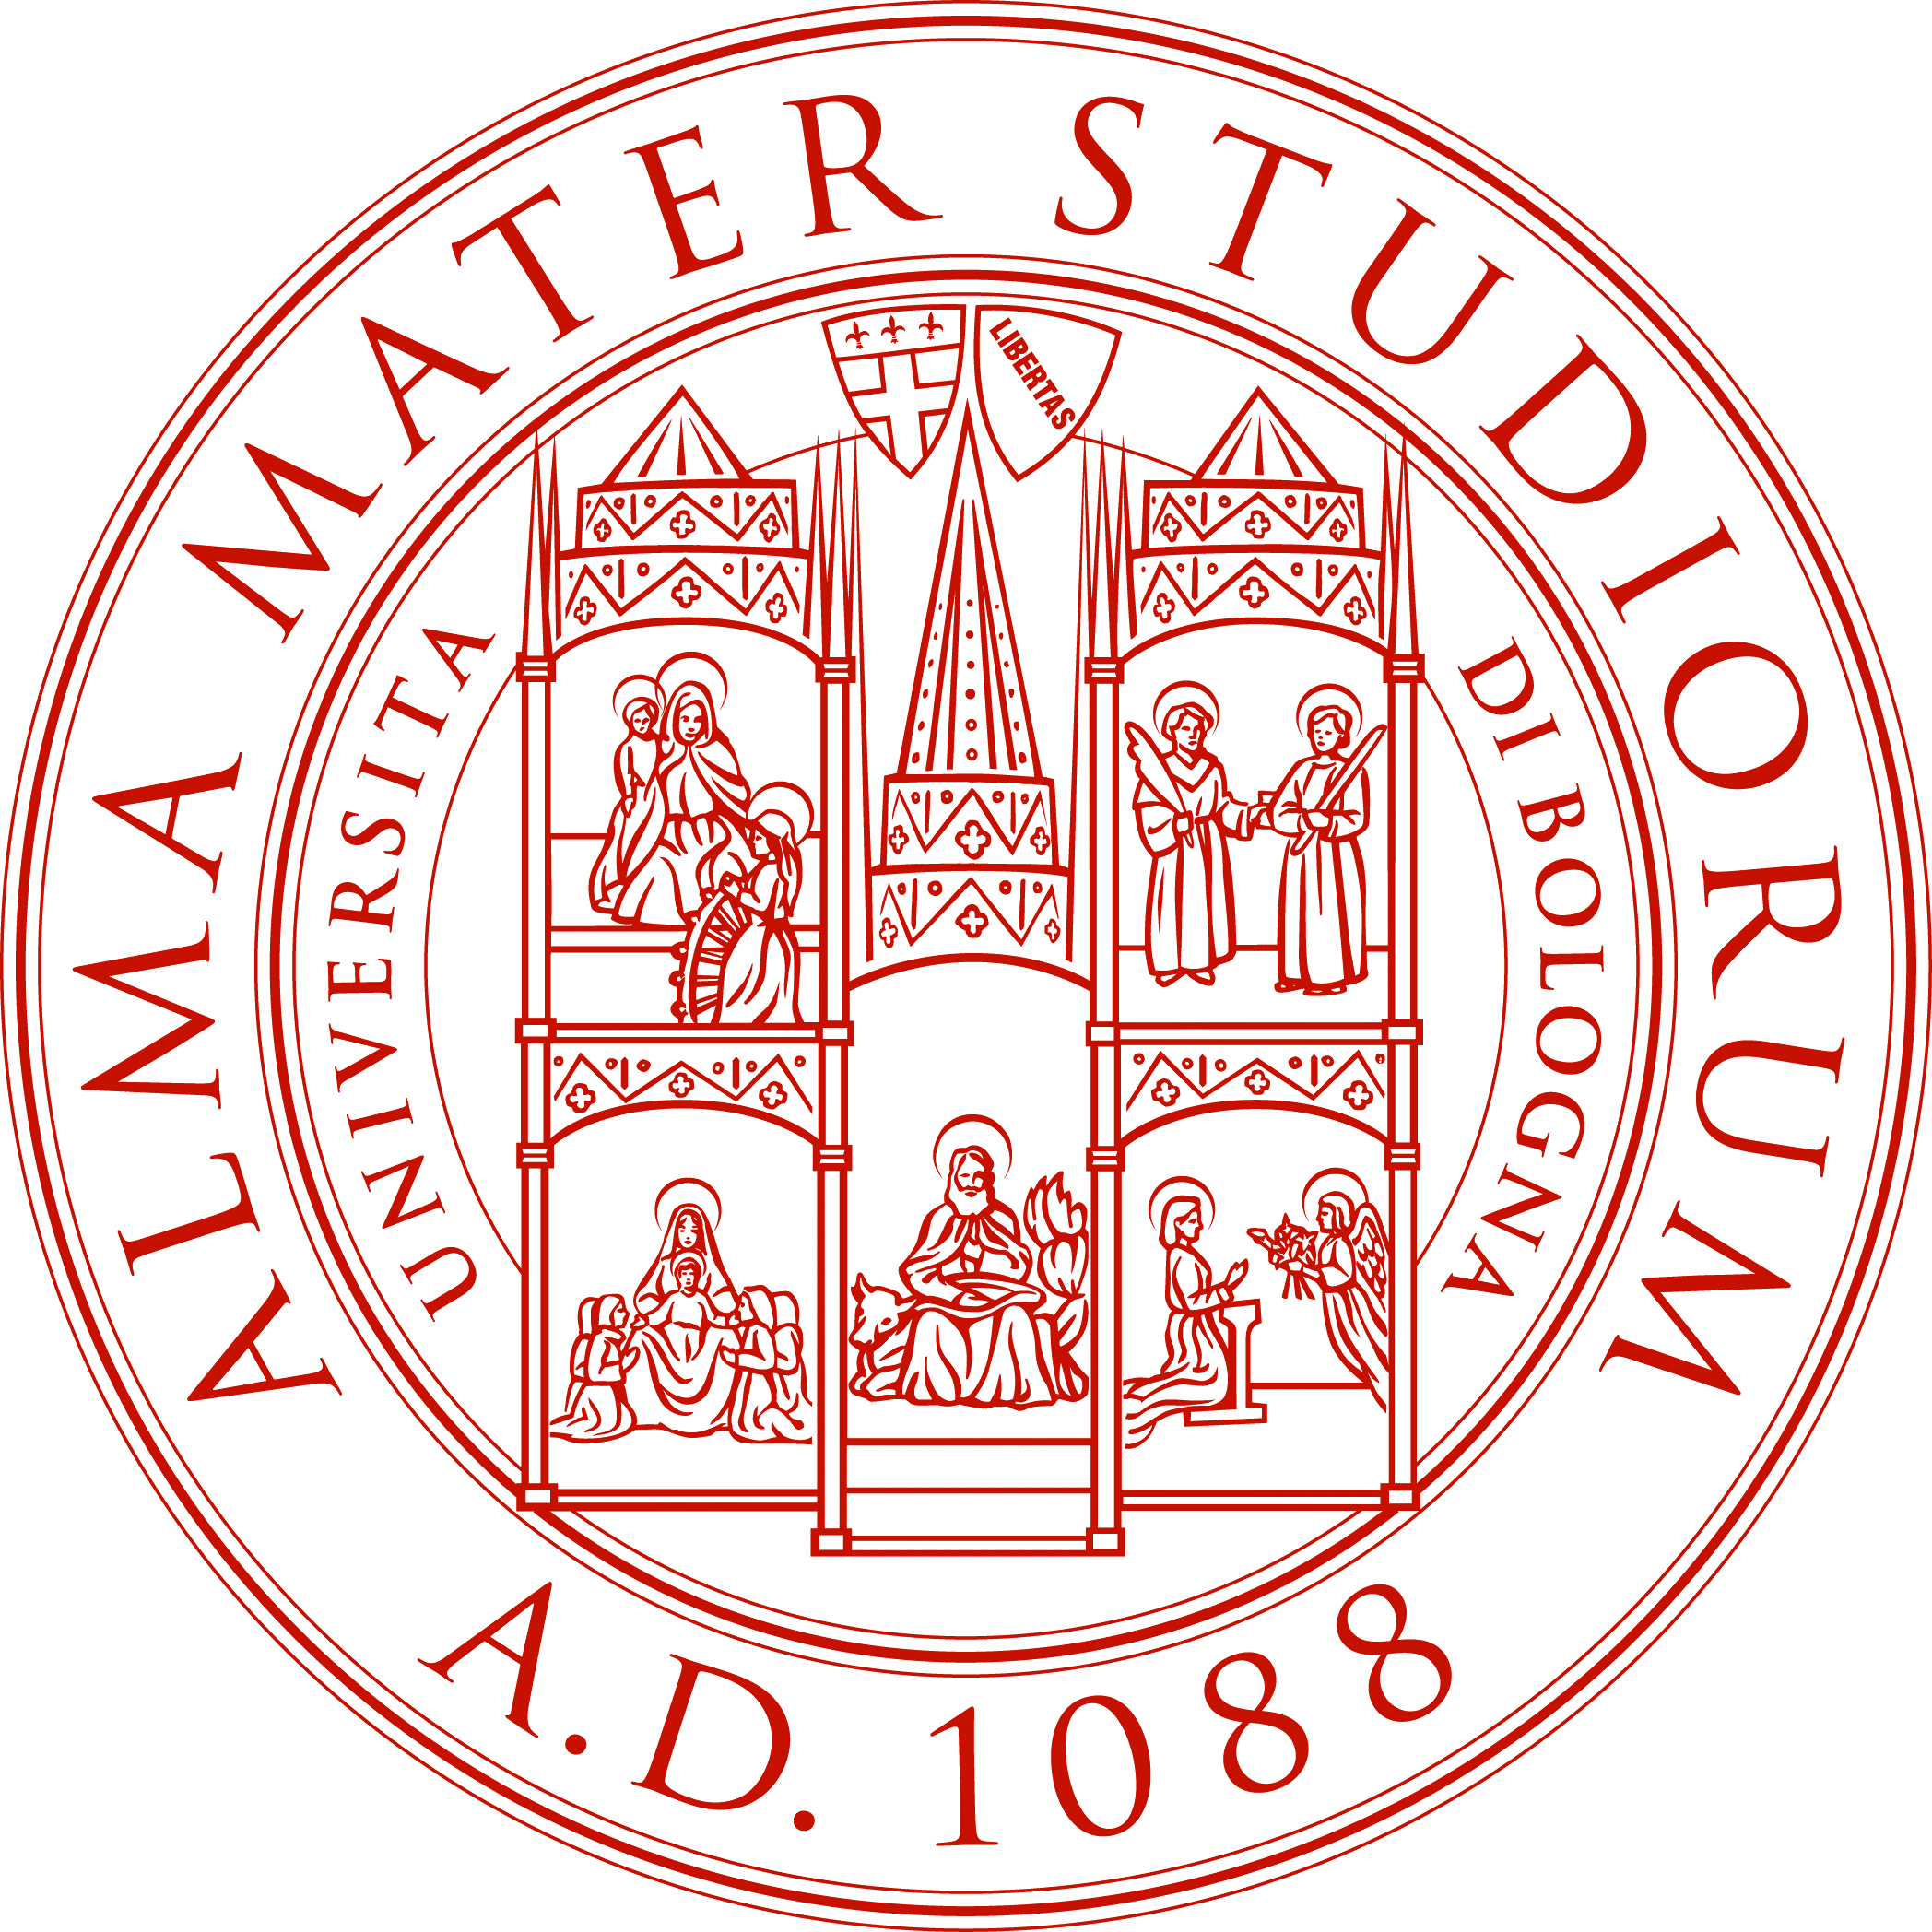 ALMA MATER STUDIORUM
A.D. 1088
UNIVERSITA
DI BOLOGNA
LIBERTAS